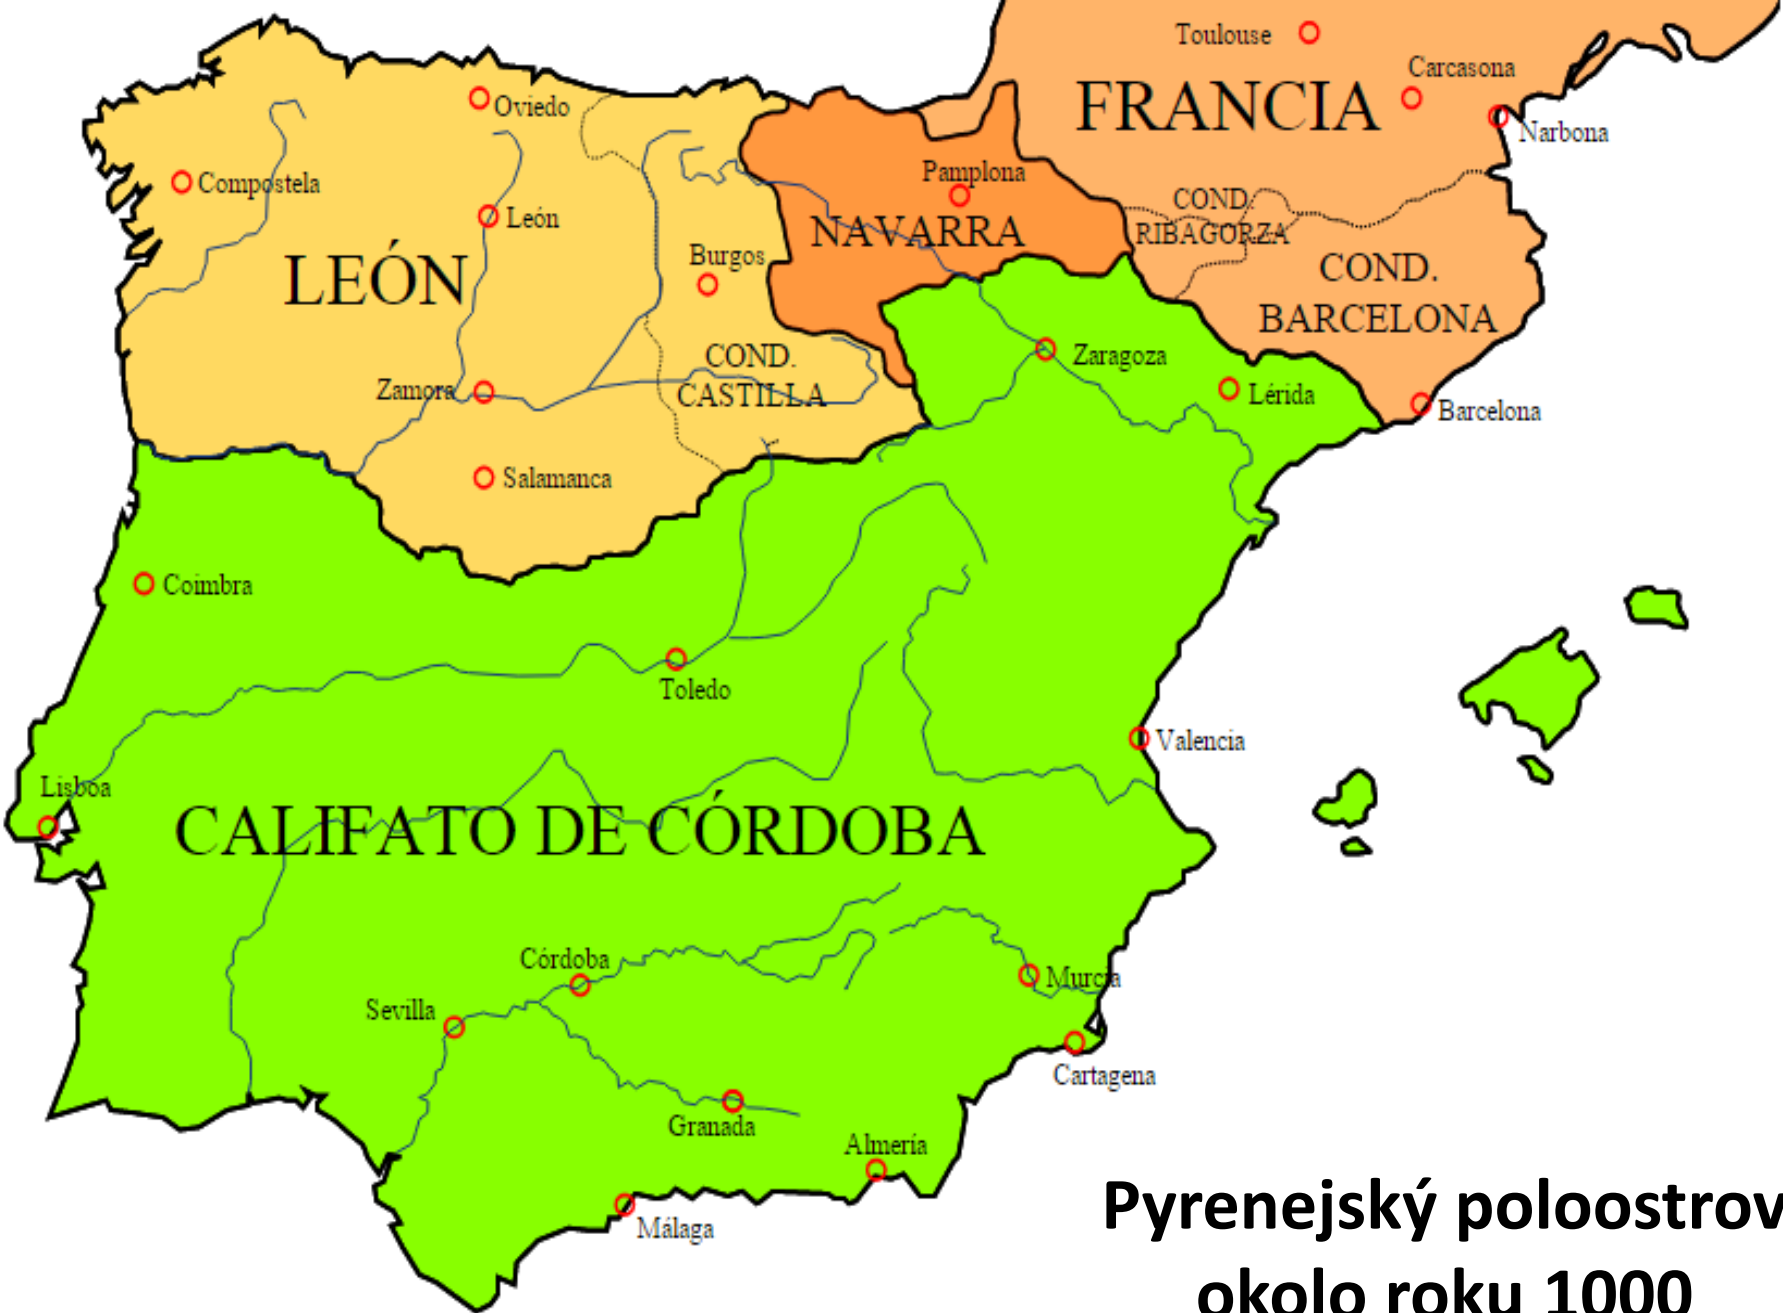 Toulouse
Carcasona
FRANCIA
Narbona
Oviedo
Compostela
León
Pamplona
COND.
RIBAGORZA
NAVARRA
Burgos
LEÓN
COND.
BARCELONA
COND.
CASTILLA
Zaragoza
Zamora
Lérida
Barcelona
Salamanca
Coimbra
Toledo
Valencia
Lisboa
CALIFATO DE CÓRDOBA
Córdoba
Murcia
Sevilla
Cartagena
Granada
Almería
Málaga
Pyrenejský poloostrov
okolo roku 1000